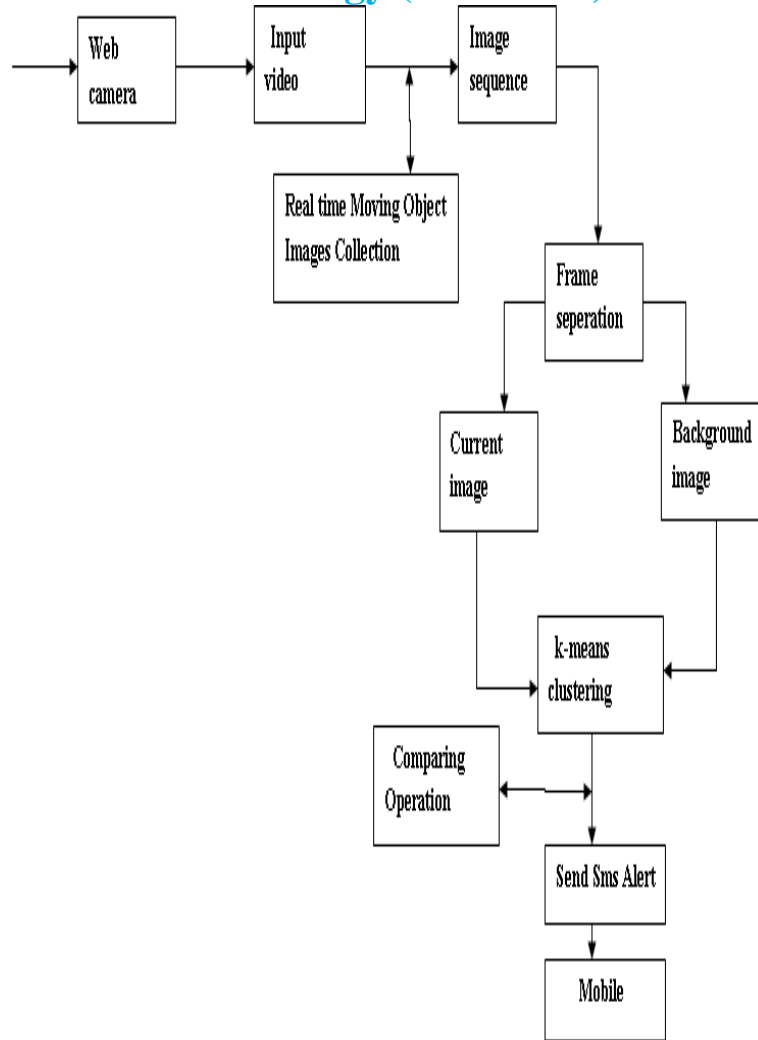 Web
camera
Input
video
Image
sequence
Real time Moving Object
Images Collection
Frame
seperation
Current
image
Background
image
k-means
clustering
Comparing
Operation
Send Sms Alert
Mobile